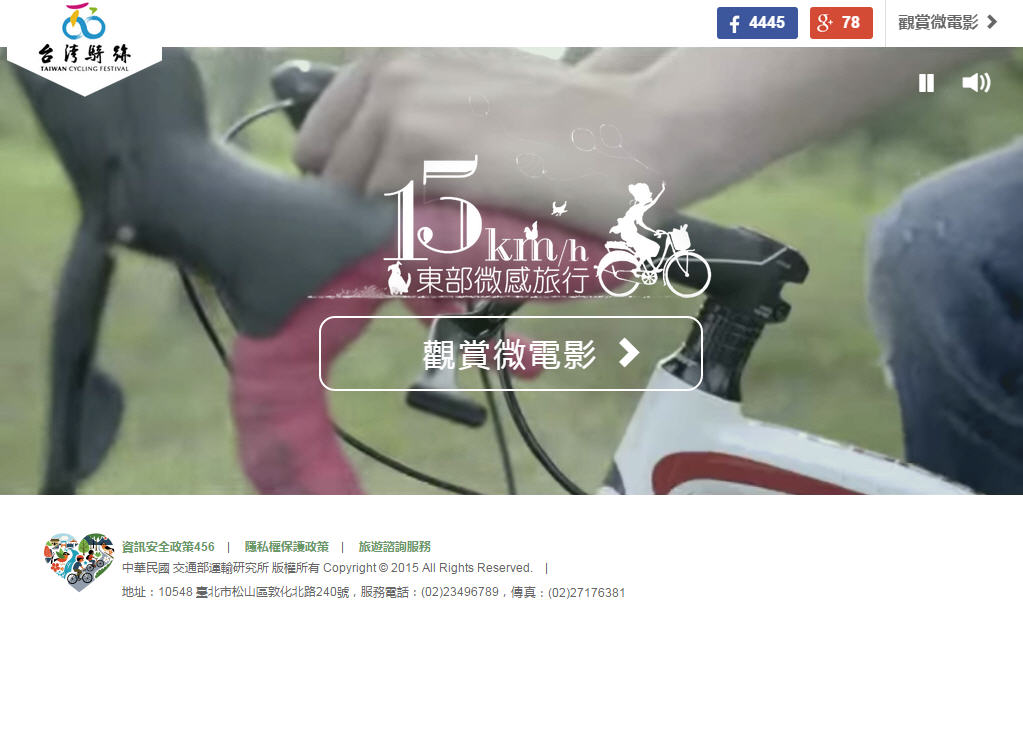 台灣騎跡
TAIWAN CYCLING FESTIVAL
4445
g+ 78
觀賞微電影
15 km/h
東部微感旅行
觀賞微電影
資訊安全政策456 | 隱私權保護政策 | 旅遊諮詢服務
中華民國 交通部運輸研究所 版權所有 Copyright © 2015 All Rights Reserved. |
地址：10548 臺北市松山區敦化北路240號，服務電話：(02)23496789，傳真：(02)27176381